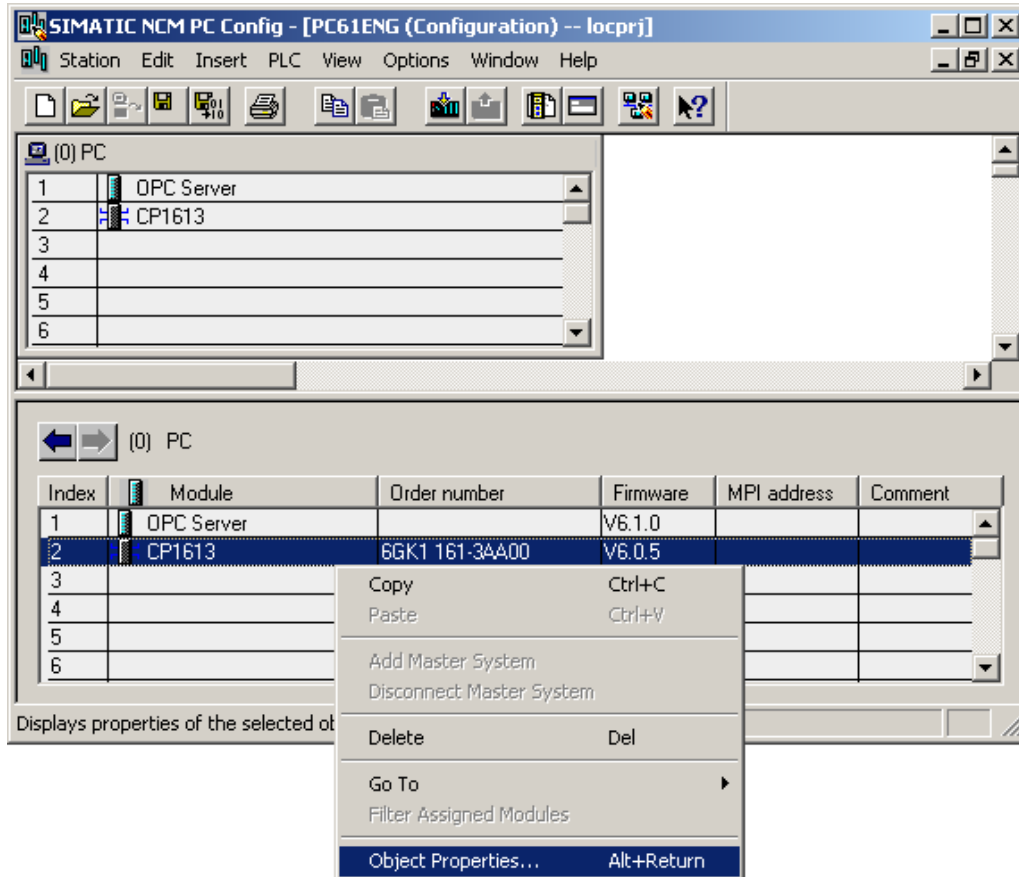 SIMATIC NCM PC Config - [PC61ENG (Configuration) -- locprj]
Station Edit Insert PLC View Options Window Help
(0) PC
1 OPC Server
2 CP1613
3
4
5
6
(0) PC
Index Module Order number Firmware MPI address Comment
1 OPC Server V6.1.0
2 CP1613 6GK1 161-3AA00 V6.0.5
3
4
5
6
Copy Ctrl+C
Paste Ctrl+V
Add Master System
Disconnect Master System
Delete Del
Go To
Filter Assigned Modules
Object Properties... Alt+Return
Displays properties of the selected